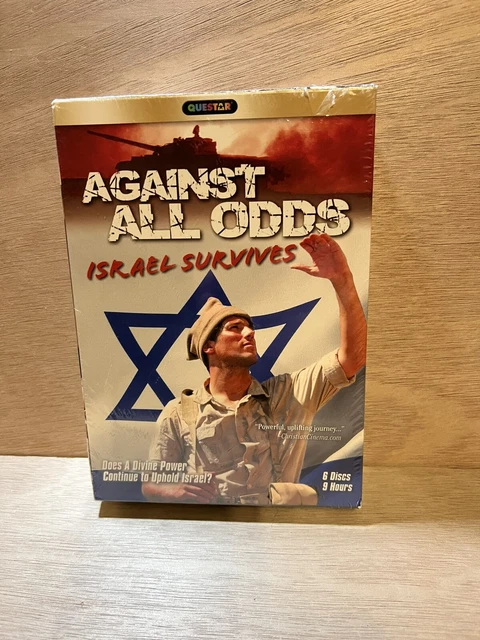 QUESTAR
AGAINST
ALL ODDS
ISRAEL SURVIVES
"Powerful, uplifting journey..."
ChristianCinema.com
Does A Divine Power
Continue to Uphold Israel?
6 Discs
9 Hours